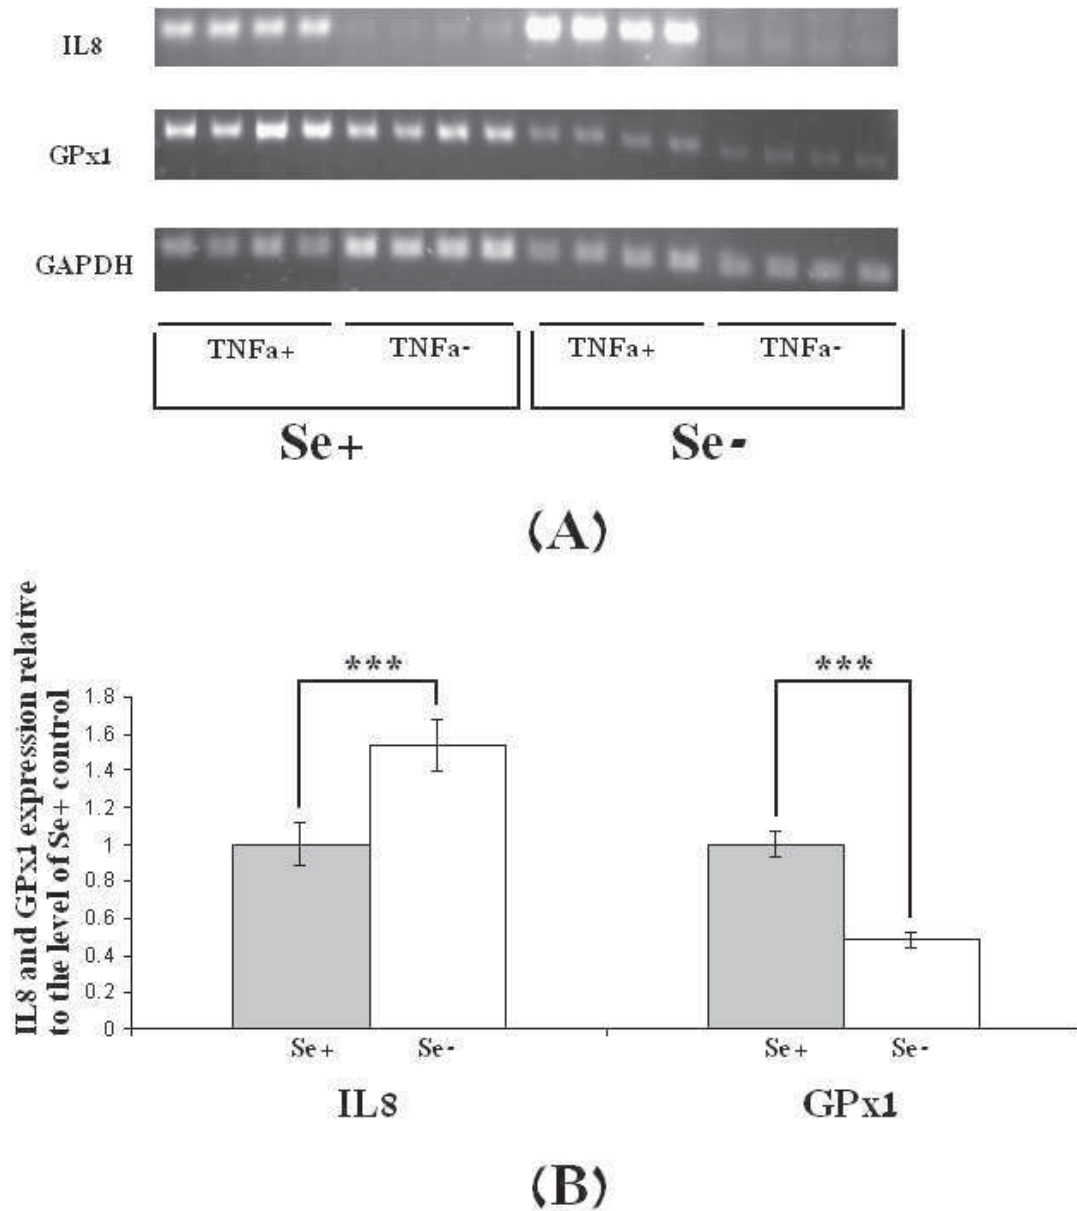 IL8
GPx1
GAPDH
TNFa+ TNFa- TNFa+ TNFa-
Se+ Se-
(A)
IL8 and GPx1 expression relative
to the level of Se+ control
*** ***
1.8
1.6
1.4
1.2
1
0.8
0.6
0.4
0.2
0
Se+ Se- Se+ Se-
IL8 GPx1
(B)